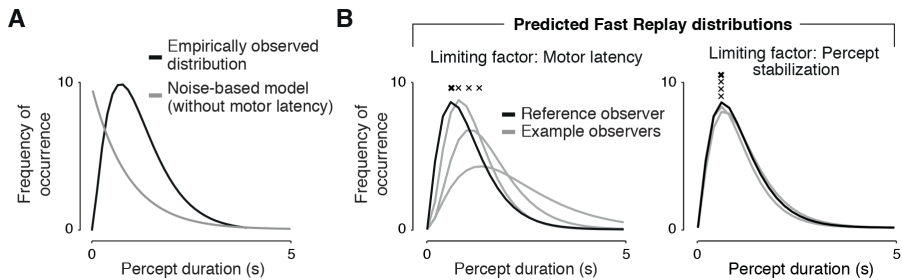 A
Frequency of
occurrence
10
0
Empirically observed
distribution
Noise-based model
(without motor latency)
0
5
Percept duration (s)
B
Predicted Fast Replay distributions
Limiting factor: Motor latency
Frequency of
occurrence
10
0
Reference observer
Example observers
0
5
Percept duration (s)
Limiting factor: Percept
stabilization
10
0
0
5
Percept duration (s)